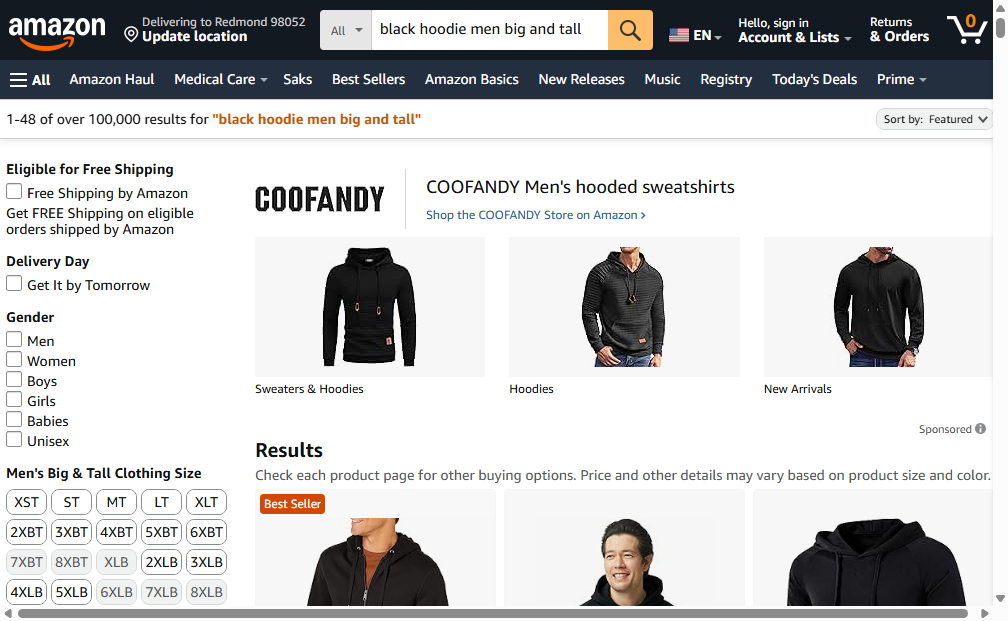 amazon
Delivering to Redmond 98052
Update location
All
black hoodie men big and tall
EN
Hello, sign in
Account & Lists
Returns
& Orders
0
All
Amazon Haul
Medical Care
Saks
Best Sellers
Amazon Basics
New Releases
Music
Registry
Today's Deals
Prime
1-48 of over 100,000 results for "black hoodie men big and tall"
Sort by: Featured
Eligible for Free Shipping
Free Shipping by Amazon
Get FREE Shipping on eligible
orders shipped by Amazon
Delivery Day
Get It by Tomorrow
Gender
Men
Women
Boys
Girls
Babies
Unisex
Men's Big & Tall Clothing Size
XST ST MT LT XLT
2XBT 3XBT 4XBT 5XBT 6XBT
7XBT 8XBT XLB 2XLB 3XLB
4XLB 5XLB 6XLB 7XLB 8XLB
COOFANDY
COOFANDY Men's hooded sweatshirts
Shop the COOFANDY Store on Amazon ›
Sweaters & Hoodies
Hoodies
New Arrivals
Sponsored
Results
Check each product page for other buying options. Price and other details may vary based on product size and color.
Best Seller